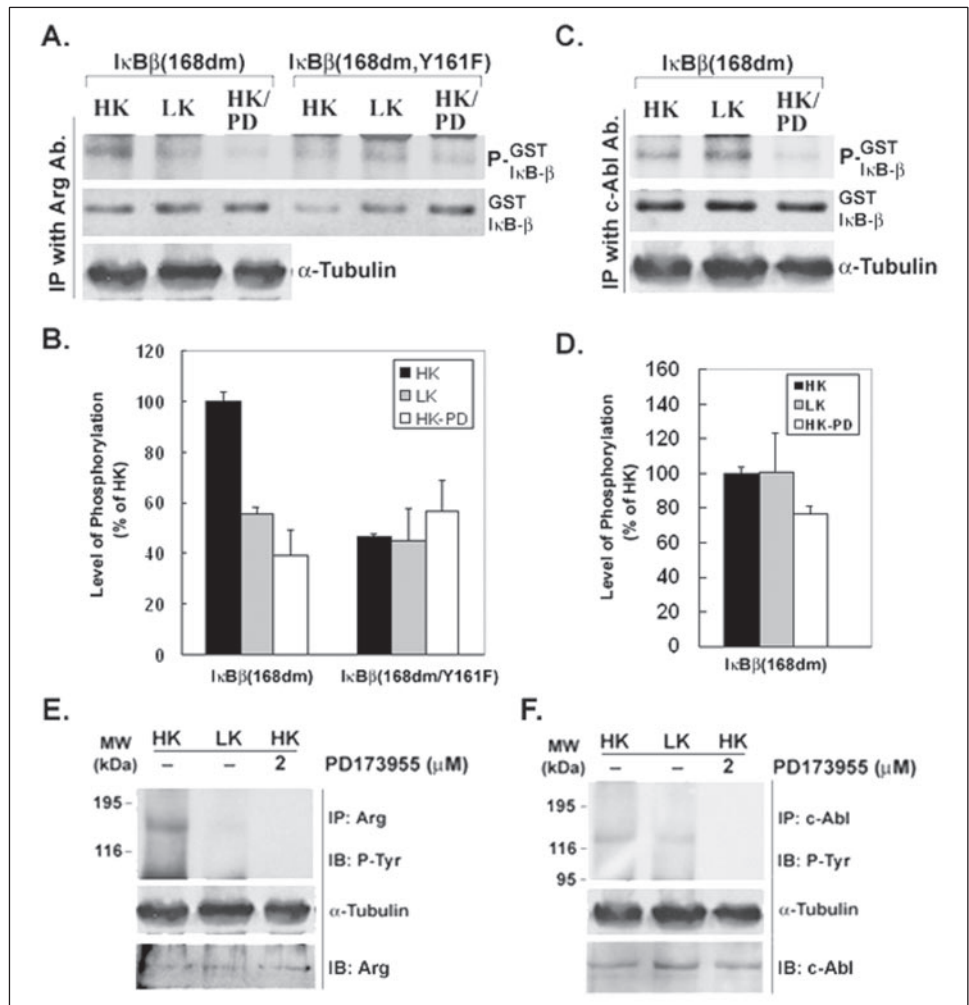 A.
IκBβ(168dm) IκBβ(168dm,Y161F)
HK LK HK/PD HK LK HK/PD
IP with Arg Ab.
P-GST IκB-β
GST IκB-β
α-Tubulin
C.
IκBβ(168dm)
HK LK HK/PD
IP with c-Abl Ab.
P-GST IκB-β
GST IκB-β
α-Tubulin
B.
Level of Phosphorylation
(% of HK)
120
100
80
60
40
20
0
HK
LK
HK-PD
IκBβ(168dm) IκBβ(168dm/Y161F)
D.
Level of Phosphorylation
(% of HK)
160
140
120
100
80
60
40
20
0
HK
LK
HK-PD
IκBβ(168dm)
E.
MW (kDa)
HK LK HK
– – 2 PD173955 (μM)
195 –
116 –
IP: Arg
IB: P-Tyr
α-Tubulin
IB: Arg
F.
MW (kDa)
HK LK HK
– – 2 PD173955 (μM)
195 –
116 –
95 –
IP: c-Abl
IB: P-Tyr
α-Tubulin
IB: c-Abl